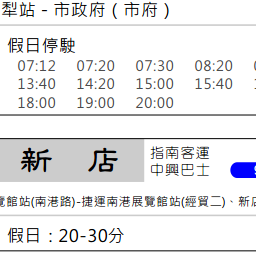 犁站 - 市政府 ( 市府 )
假日停駛
07:12 07:20 07:30 08:20
13:40 14:20 15:00 15:40
18:00 19:00 20:00
新 店 指南客運
中興巴士
覽館站(南港路)-捷運南港展覽館站(經貿二)、新店
假日 : 20-30分